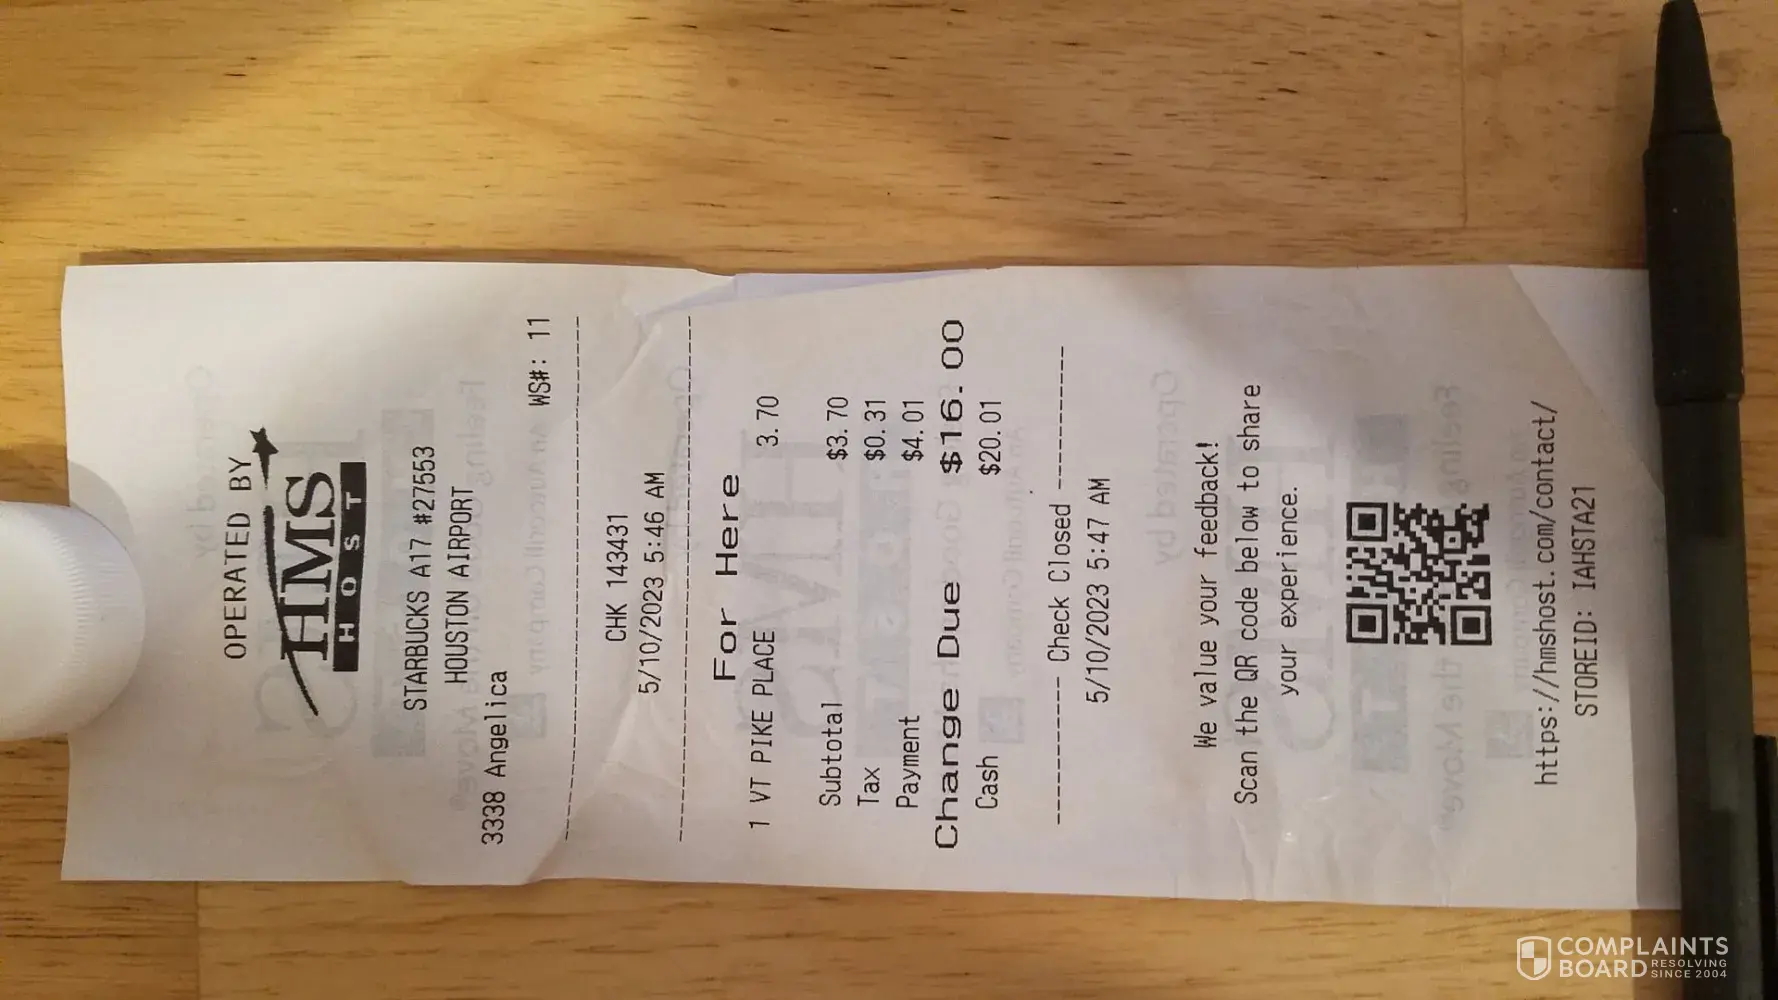 OPERATED BY
HMS
HOST
STARBUCKS A17 #27553
HOUSTON AIRPORT
3338 Angelica
WS#: 11
CHK 143431
5/10/2023 5:46 AM
For Here
1 VT PIKE PLACE 3.70
Subtotal $3.70
Tax $0.31
Payment $4.01
Change Due $16.00
Cash $20.01
---------- Check Closed ----------
5/10/2023 5:47 AM
We value your feedback!
Scan the QR code below to share
your experience.
https://hmshost.com/contact/
STOREID: IAHSTA21
COMPLAINTS
BOARD RESOLVING
SINCE 2004